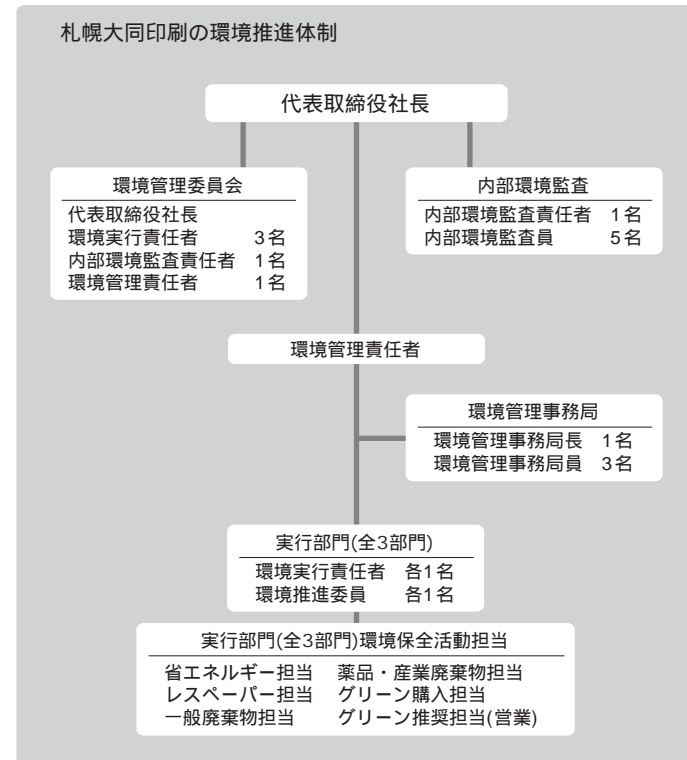 札幌大同印刷の環境推進体制
代表取締役社長
環境管理委員会
代表取締役社長
環境実行責任者 3名
内部環境監査責任者 1名
環境管理責任者 1名
内部環境監査
内部環境監査責任者 1名
内部環境監査員 5名
環境管理責任者
環境管理事務局
環境管理事務局長 1名
環境管理事務局員 3名
実行部門(全3部門)
環境実行責任者 各1名
環境推進委員 各1名
実行部門(全3部門)環境保全活動担当
省エネルギー担当 薬品・産業廃棄物担当
レスペーパー担当 グリーン購入担当
一般廃棄物担当 グリーン推奨担当(営業)